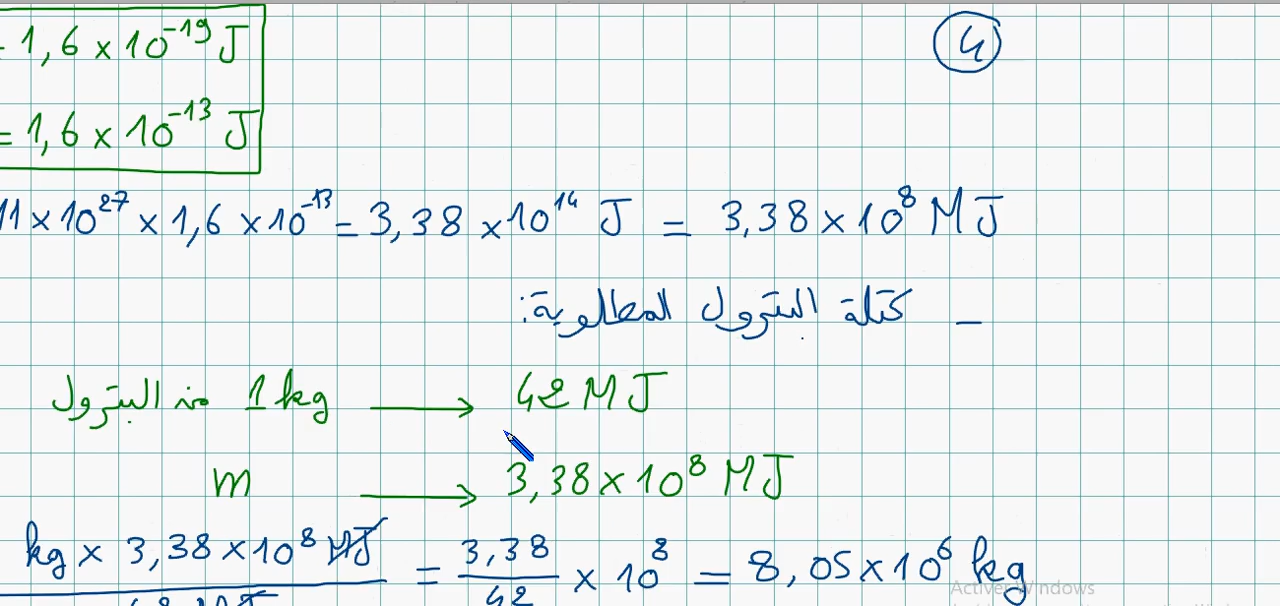 = 1,6 × 10⁻¹⁹ J
④
= 1,6 × 10⁻¹³ J
11 × 10²⁷ × 1,6 × 10⁻¹³ = 3,38 × 10¹⁴ J = 3,38 × 10⁸ MJ
– كتلة البترول المطلوبة:
1 kg من البترول ⟶ 42 MJ
m ⟶ 3,38 × 10⁸ MJ
kg × 3,38 × 10⁸ MJ = 3,38 / 42 × 10⁸ = 8,05 × 10⁶ kg
Activer Windows